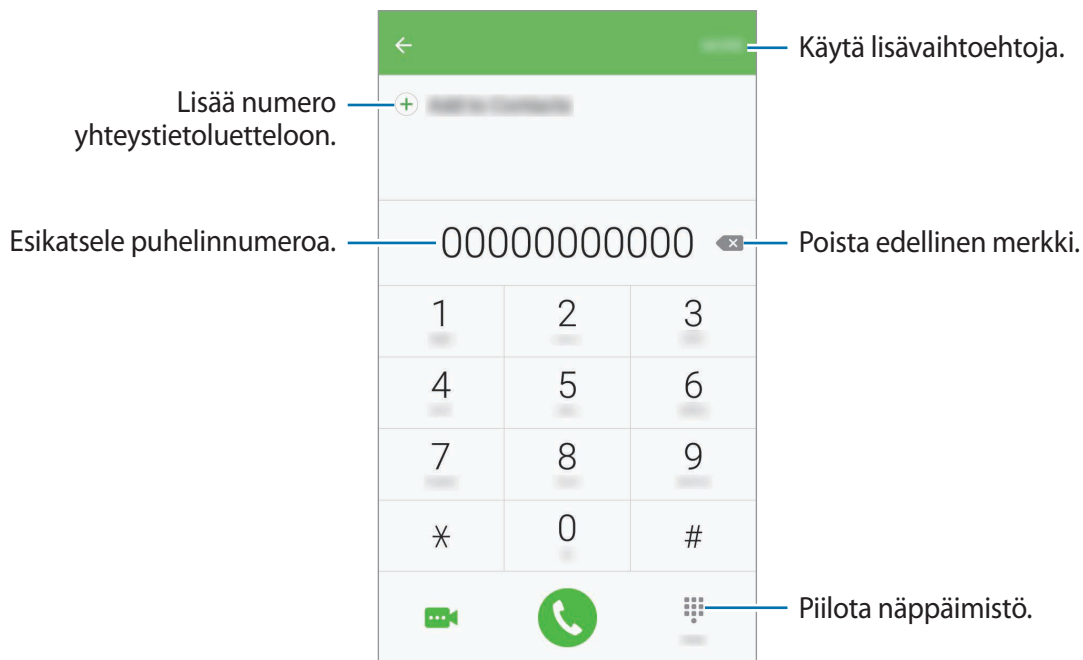 Käytä lisävaihtoehtoja.
Lisää numero
yhteystietoluetteloon.
Esikatsele puhelinnumeroa.
00000000000
Poista edellinen merkki.
1 2 3
4 5 6
7 8 9
* 0 #
Piilota näppäimistö.